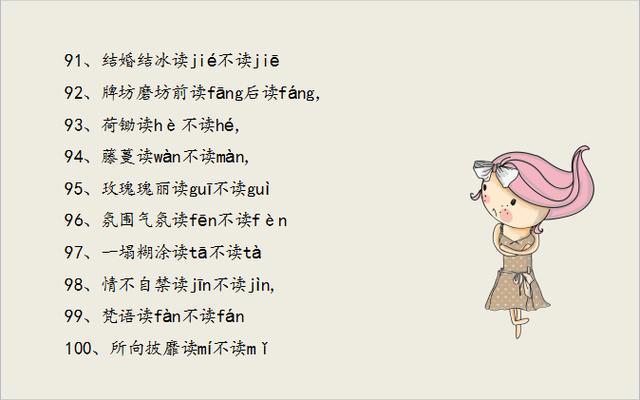 91、结婚结冰读jié不读jiē
92、牌坊磨坊前读fāng后读fáng,
93、荷锄读hè不读hé,
94、藤蔓读wàn不读màn,
95、玫瑰瑰丽读guī不读guì
96、氛围气氛读fēn不读fèn
97、一塌糊涂读tā不读tà
98、情不自禁读jīn不读jìn,
99、梵语读fàn不读fán
100、所向披靡读mí不读mǐ